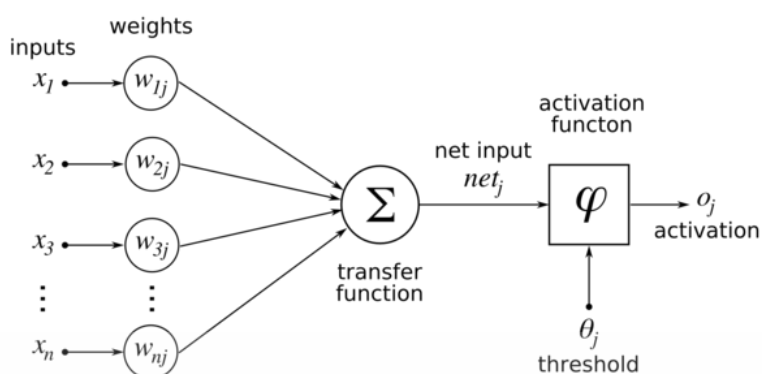 weights
inputs
x1
w1j
activation
functon
x2
w2j
net input
netj
Σ
φ
oj
activation
x3
w3j
transfer
function
⋮
⋮
θj
threshold
xn
wnj